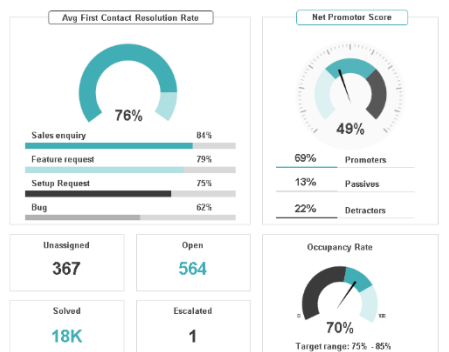 Avg First Contact Resolution Rate
76%
Sales enquiry 84%
Feature request 79%
Setup Request 75%
Bug 62%
Net Promotor Score
49%
69% Promoters
13% Passives
22% Detractors
Unassigned
367
Open
564
Solved
18K
Escalated
1
Occupancy Rate
70%
Target range: 75% - 85%